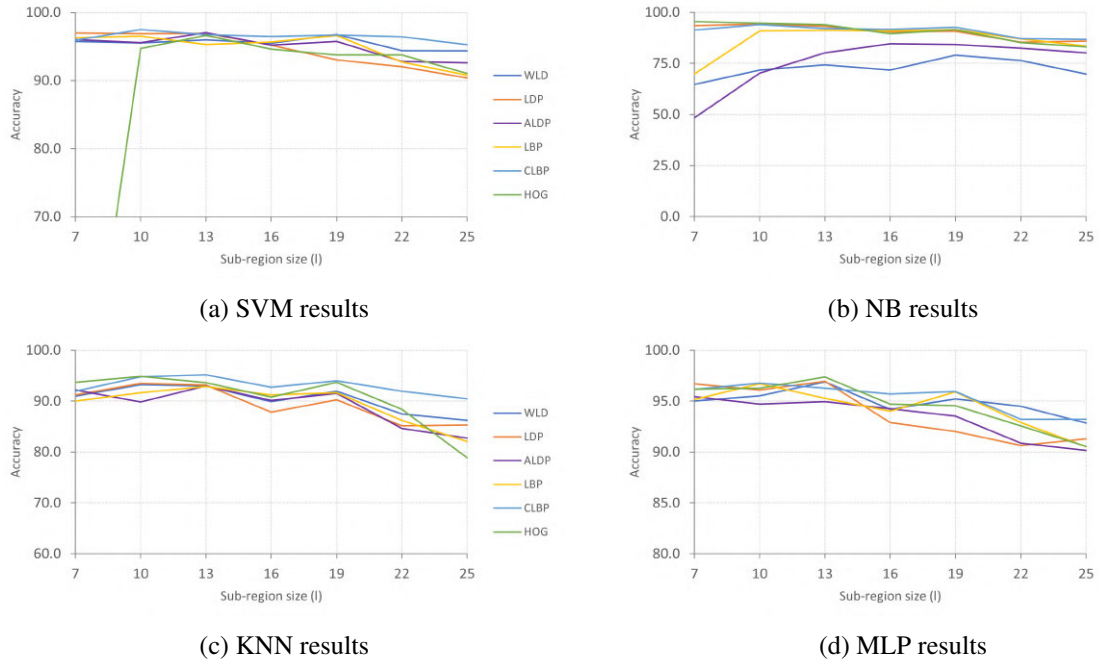 100.0
90.0
80.0
70.0
Accuracy
7 10 13 16 19 22 25
Sub-region size (l)
WLD
LDP
ALDP
LBP
CLBP
HOG
(a) SVM results
100.0
75.0
50.0
25.0
0.0
Accuracy
7 10 13 16 19 22 25
Sub-region size (l)
(b) NB results
100.0
90.0
80.0
70.0
60.0
Accuracy
7 10 13 16 19 22 25
Sub-region size (l)
WLD
LDP
ALDP
LBP
CLBP
HOG
(c) KNN results
100.0
95.0
90.0
85.0
80.0
Accuracy
7 10 13 16 19 22 25
Sub-region size (l)
(d) MLP results